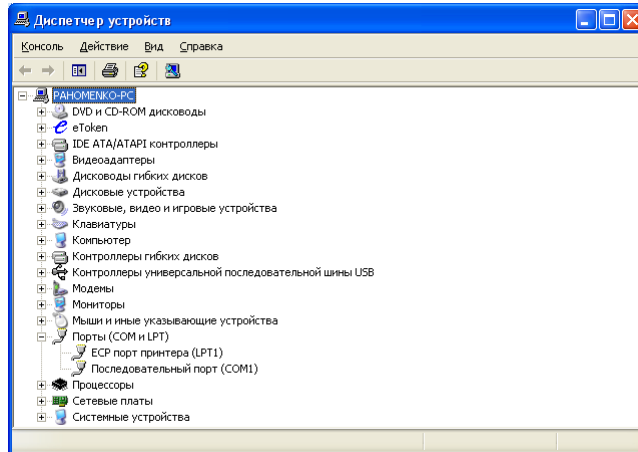 Диспетчер устройств
Консоль Действие Вид Справка
PAHOMENKO-PC
DVD и CD-ROM дисководы
eToken
IDE ATA/ATAPI контроллеры
Видеоадаптеры
Дисководы гибких дисков
Дисковые устройства
Звуковые, видео и игровые устройства
Клавиатуры
Компьютер
Контроллеры гибких дисков
Контроллеры универсальной последовательной шины USB
Модемы
Мониторы
Мыши и иные указывающие устройства
Порты (COM и LPT)
ECP порт принтера (LPT1)
Последовательный порт (COM1)
Процессоры
Сетевые платы
Системные устройства